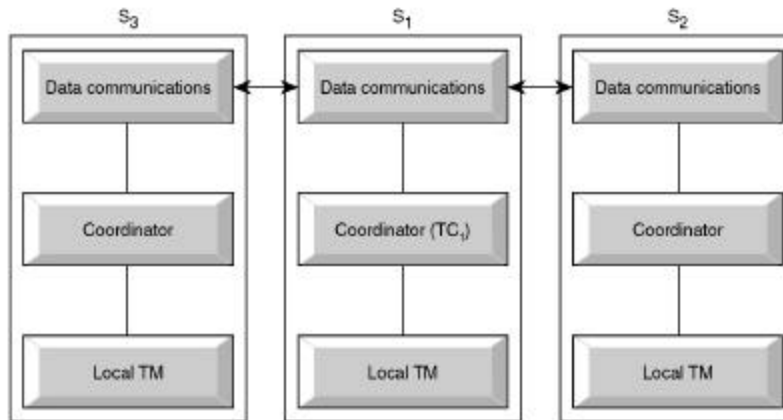 S₃ S₁ S₂
Data communications Data communications Data communications
Coordinator Coordinator (TC₁) Coordinator
Local TM Local TM Local TM